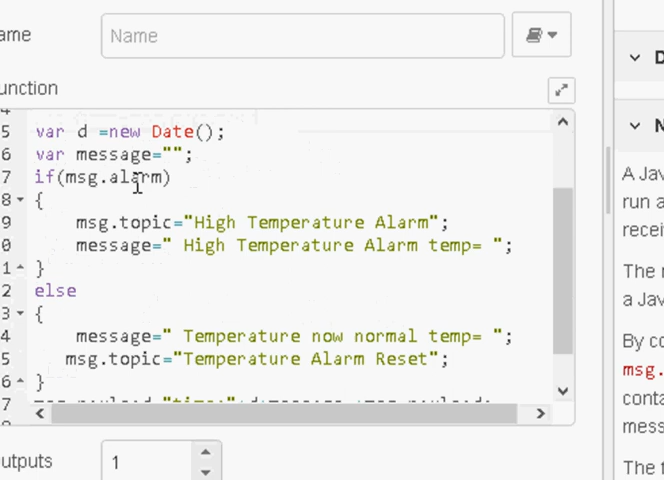 ame
Name
unction
4
5 var d =new Date();
6 var message="";
7 if(msg.alarm)
8 {
9 msg.topic="High Temperature Alarm";
0 message=" High Temperature Alarm temp= ";
1 }
2 else
3 {
4 message=" Temperature now normal temp= ";
5 msg.topic="Temperature Alarm Reset";
6 }
7
utputs
1
D
N
A Jav
run a
recei
The n
a Jav
By co
msg.
conta
mess
The f